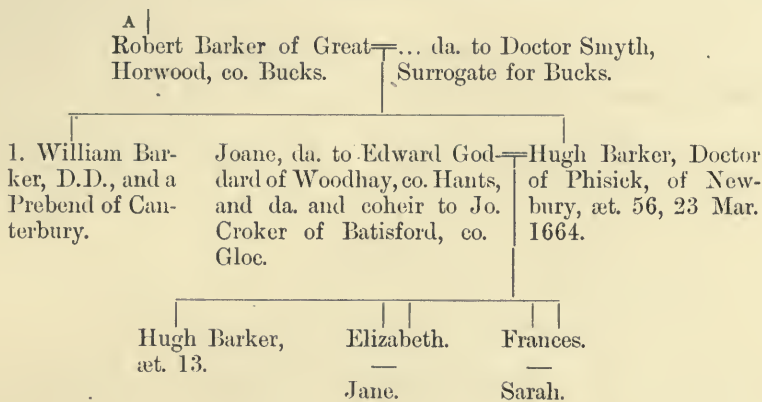 A
Robert Barker of Great
Horwood, co. Bucks.
... da. to Doctor Smyth,
Surrogate for Bucks.
1. William Bar-
ker, D.D., and a
Prebend of Can-
terbury.
Joane, da. to Edward God-
dard of Woodhay, co. Hants,
and da. and coheir to Jo.
Croker of Batisford, co.
Gloc.
Hugh Barker, Doctor
of Phisick, of New-
bury, æt. 56, 23 Mar.
1664.
Hugh Barker,
æt. 13.
Elizabeth.
—
Jane.
Frances.
—
Sarah.